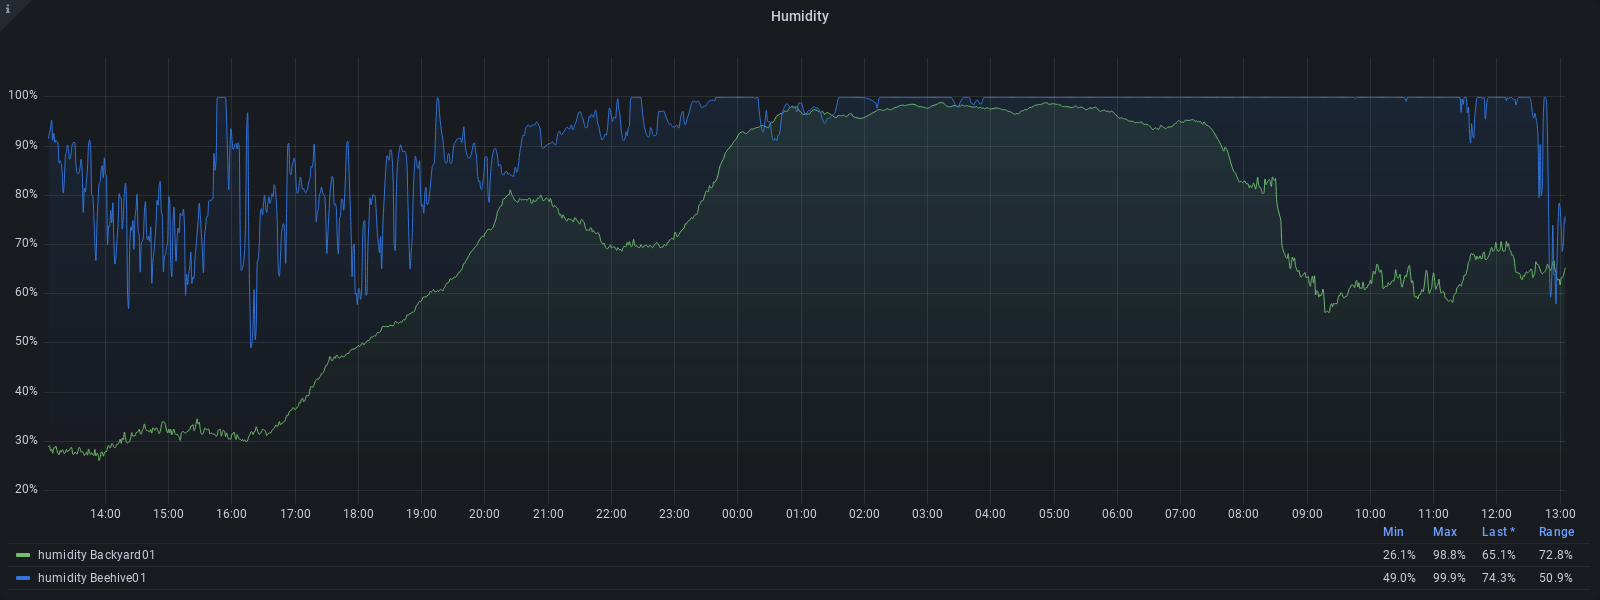 i
Humidity
100%
90%
80%
70%
60%
50%
40%
30%
20%
14:00 15:00 16:00 17:00 18:00 19:00 20:00 21:00 22:00 23:00 00:00 01:00 02:00 03:00 04:00 05:00 06:00 07:00 08:00 09:00 10:00 11:00 12:00 13:00
Min Max Last * Range
humidity Backyard01 26.1% 98.8% 65.1% 72.8%
humidity Beehive01 49.0% 99.9% 74.3% 50.9%